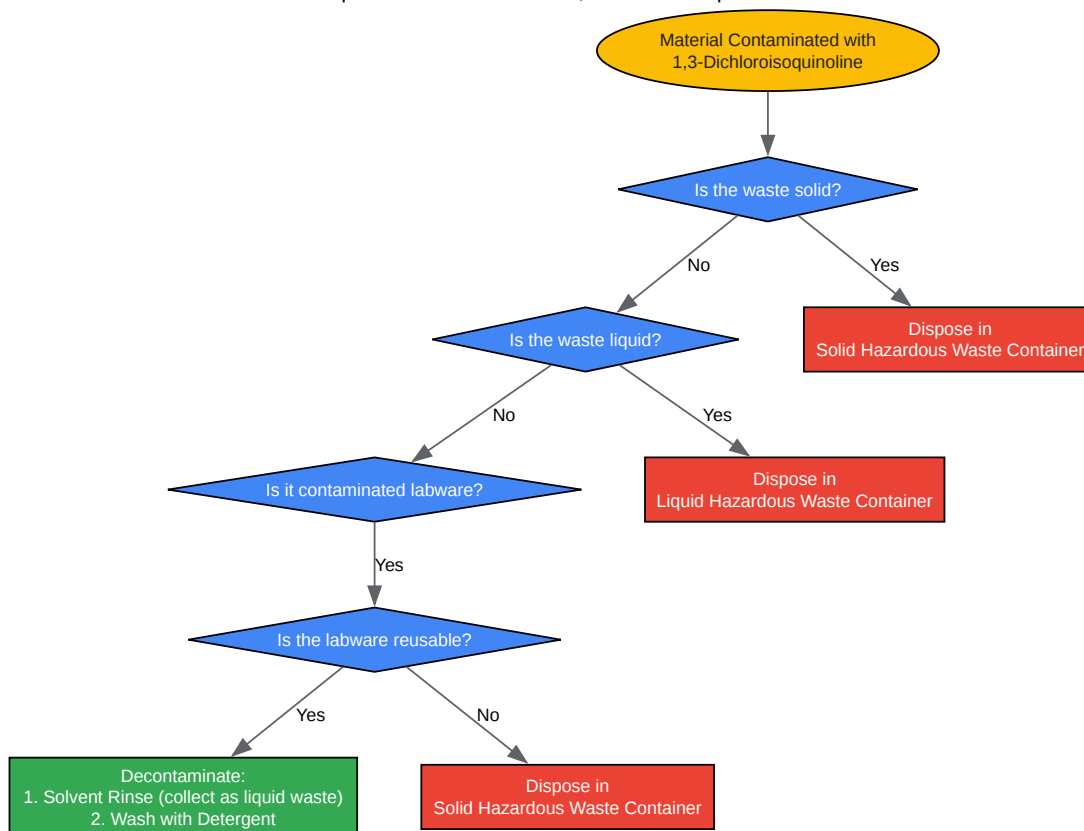 Material Contaminated with
1,3-Dichloroisoquinoline
Is the waste solid?
No
Yes
Is the waste liquid?
Dispose in
Solid Hazardous Waste Container
No
Yes
Is it contaminated labware?
Dispose in
Liquid Hazardous Waste Container
Yes
Is the labware reusable?
Yes
No
Decontaminate:
1. Solvent Rinse (collect as liquid waste)
2. Wash with Detergent
Dispose in
Solid Hazardous Waste Container